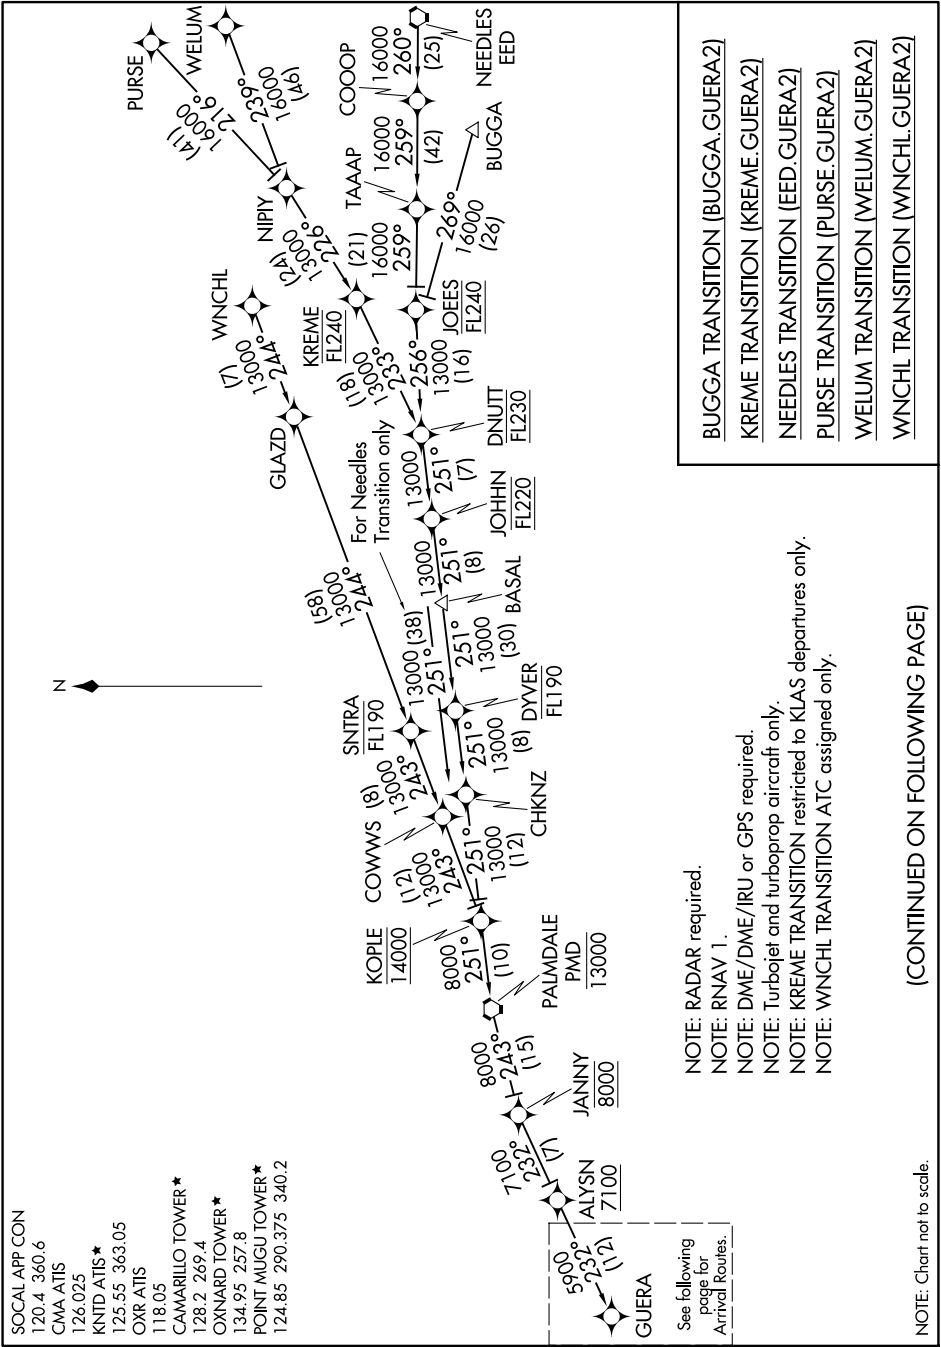 SOCAL APP CON
120.4 360.6
CMA ATIS
126.025
KNTD ATIS★
125.55 363.05
OXR ATIS
118.05
CAMARILLO TOWER★
128.2 269.4
OXNARD TOWER★
134.95 257.8
POINT MUGU TOWER★
124.85 290.375 340.2
N
PURSE
(41)
16000
216°
WELUM
239°
1600
(46)
NIPIY
(24)
13000
226°
WNCHL
(7)
13000
244°
GLAZD
(58)
13000
244°
KREME
FL240
(18)
13000
233°
NEEDLES
EED
16000
260°
(25)
COOOP
16000
259°
(42)
TAAAP
(21)
16000
259°
BUGGA
269°
16000
(26)
JOEES
FL240
256°
13000
(16)
DNUTT
FL230
13000
251°
(7)
JOHHN
FL220
13000
251°
(8)
BASAL
251°
13000
(30)
For Needles
Transition only
13000 (38)
251°
DYVER
FL190
251°
13000
(8)
CHKNZ
251°
13000
(12)
SNTRA
FL190
(8)
13000
243°
COWWS
(12)
13000
243°
KOPLE
14000
8000
251°
(10)
PALMDALE
PMD
13000
8000
243°
(15)
JANNY
8000
7100
232°
(7)
ALYSN
7100
5900
232°
(12)
GUERA
See following
page for
Arrival Routes.
BUGGA TRANSITION (BUGGA.GUERA2)
KREME TRANSITION (KREME.GUERA2)
NEEDLES TRANSITION (EED.GUERA2)
PURSE TRANSITION (PURSE.GUERA2)
WELUM TRANSITION (WELUM.GUERA2)
WNCHL TRANSITION (WNCHL.GUERA2)
NOTE: RADAR required.
NOTE: RNAV 1.
NOTE: DME/DME/IRU or GPS required.
NOTE: Turbojet and turboprop aircraft only.
NOTE: KREME TRANSITION restricted to KLAS departures only.
NOTE: WNCHL TRANSITION ATC assigned only.
(CONTINUED ON FOLLOWING PAGE)
NOTE: Chart not to scale.